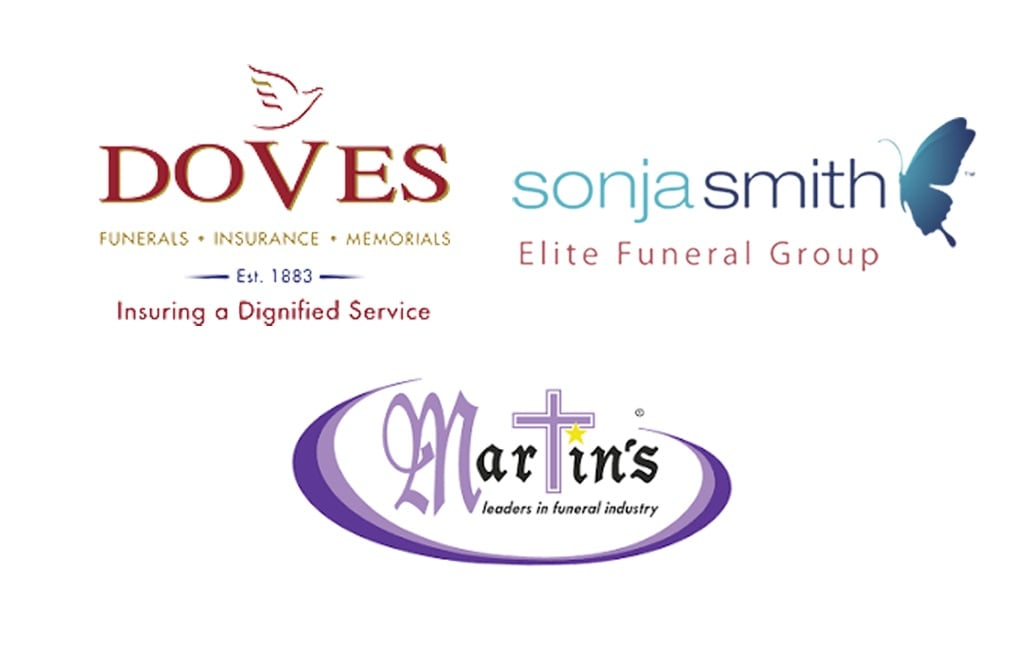 DOVES
FUNERALS • INSURANCE • MEMORIALS
Est. 1883
Insuring a Dignified Service
sonja smith ™
Elite Funeral Group
Martin's ®
leaders in funeral industry